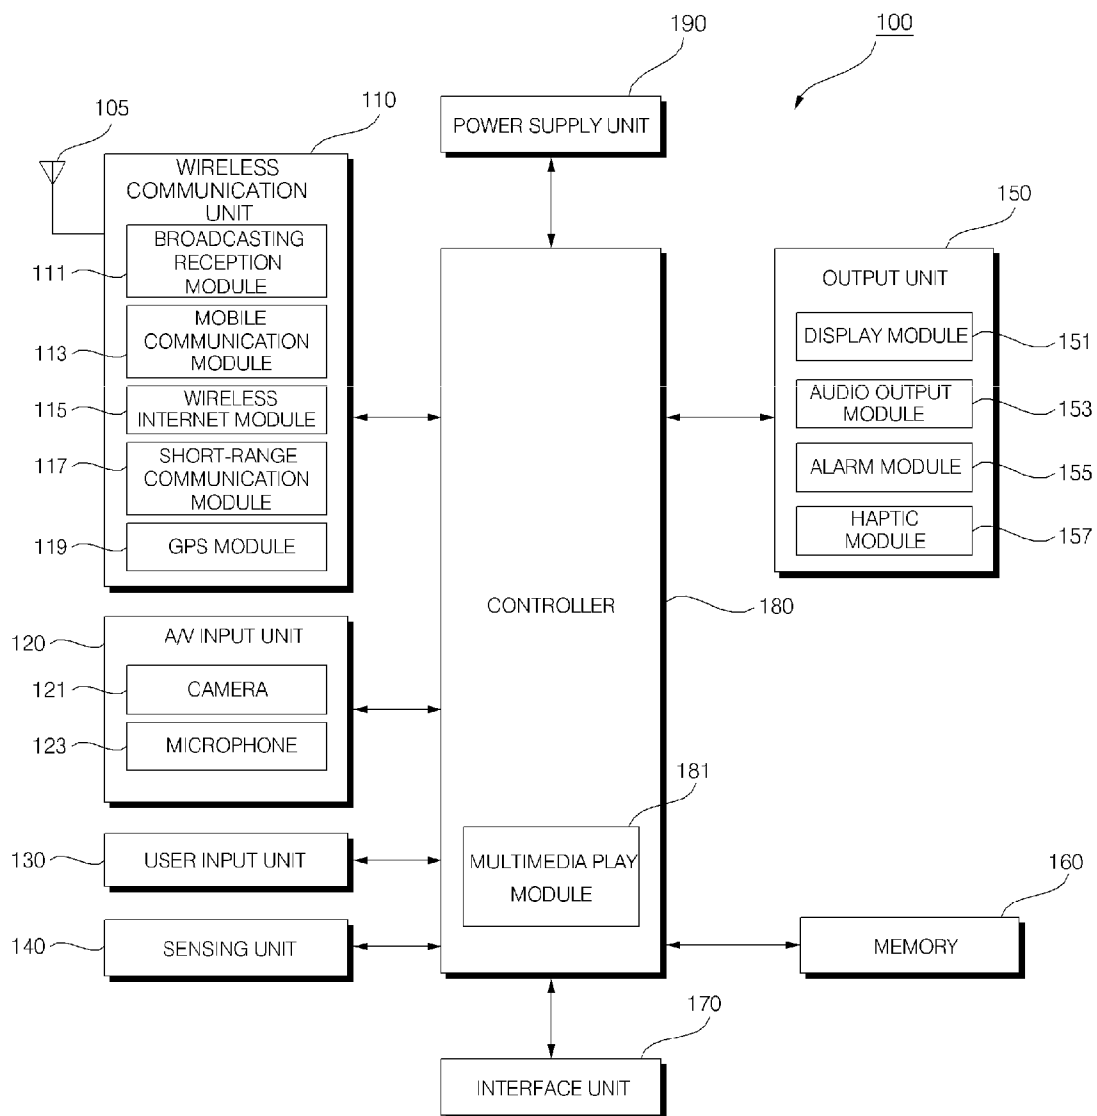 190
100
POWER SUPPLY UNIT
105
110
WIRELESS
COMMUNICATION
UNIT
BROADCASTING
RECEPTION
MODULE
111
MOBILE
COMMUNICATION
MODULE
113
WIRELESS
INTERNET MODULE
115
SHORT-RANGE
COMMUNICATION
MODULE
117
GPS MODULE
119
A/V INPUT UNIT
120
CAMERA
121
MICROPHONE
123
USER INPUT UNIT
130
SENSING UNIT
140
CONTROLLER
180
181
MULTIMEDIA PLAY
MODULE
150
OUTPUT UNIT
DISPLAY MODULE
151
AUDIO OUTPUT
MODULE
153
ALARM MODULE
155
HAPTIC
MODULE
157
160
MEMORY
170
INTERFACE UNIT